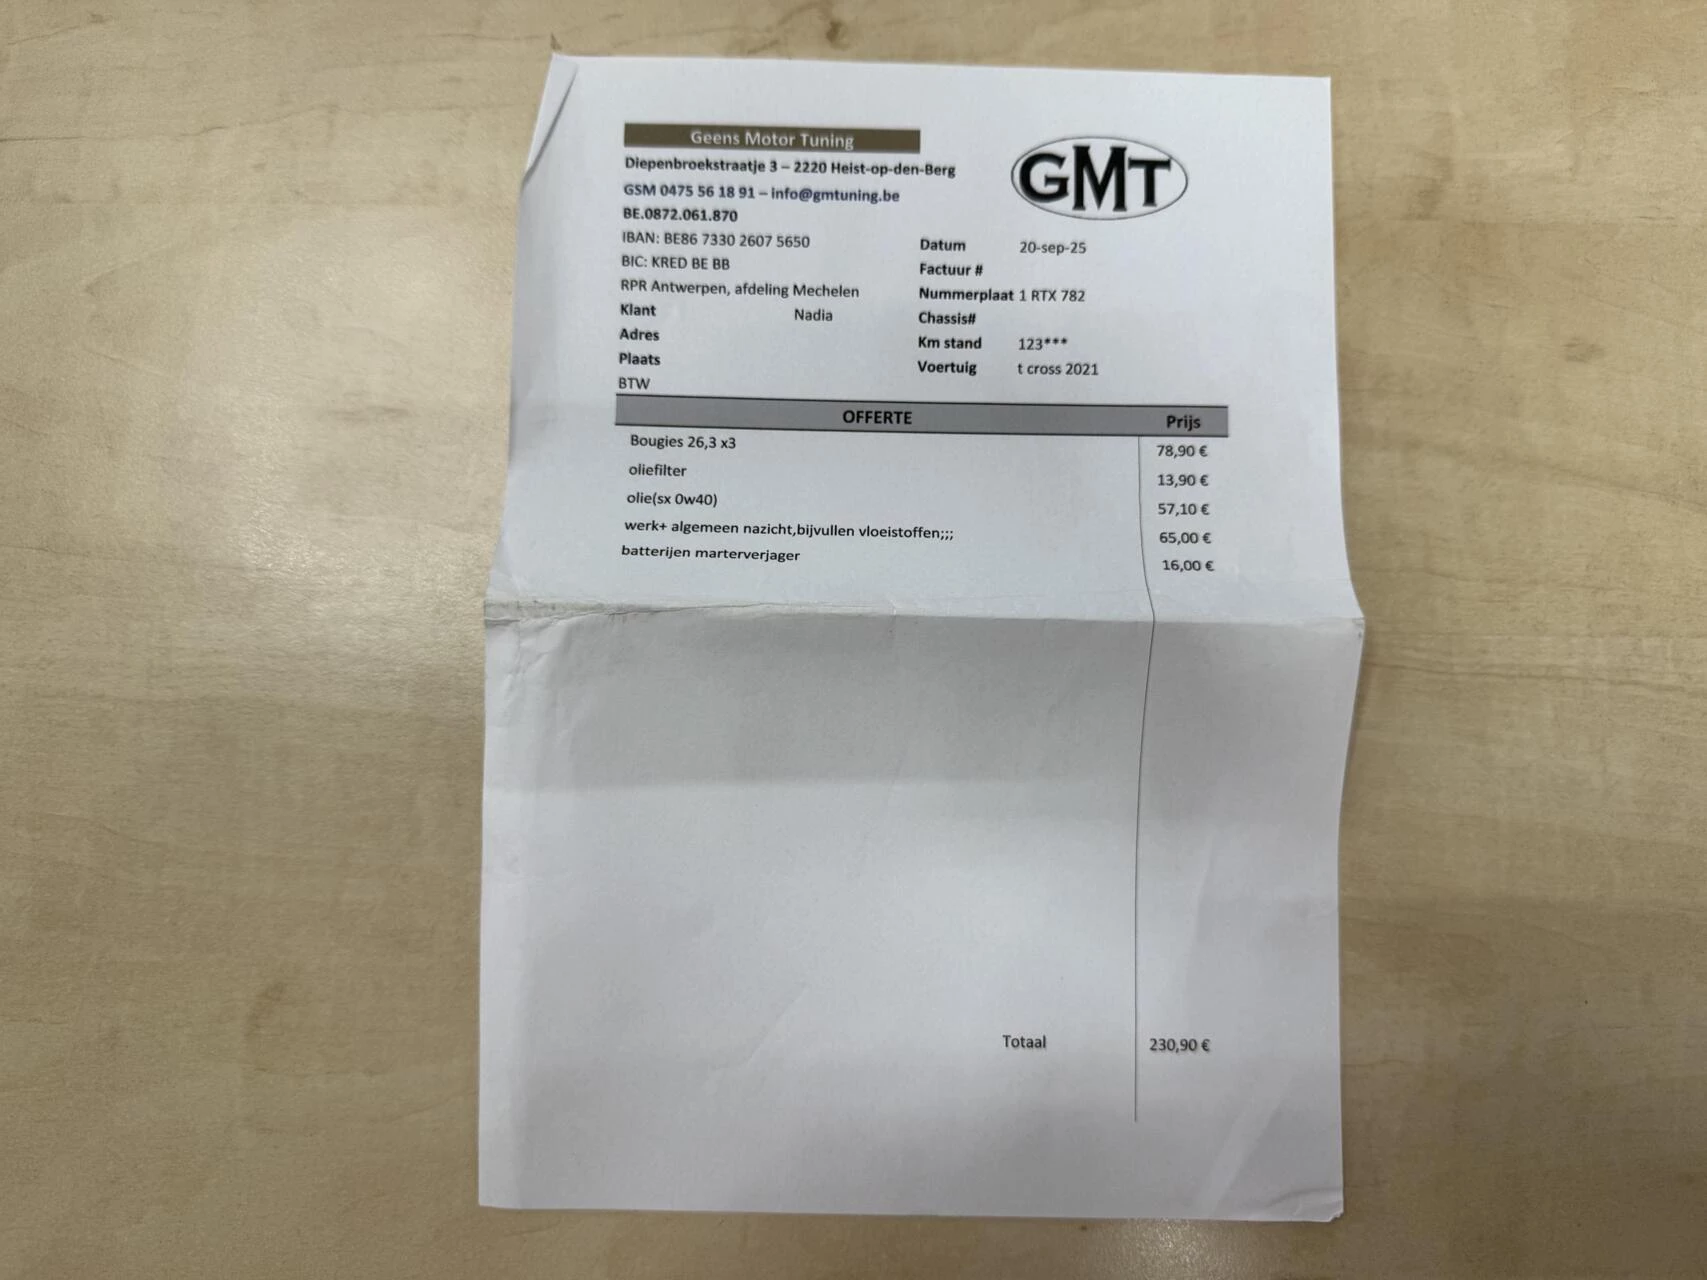 Geens Motor Tuning
GMT
Diepenbroekstraatje 3 – 2220 Heist-op-den-Berg
GSM 0475 56 18 91 – info@gmtuning.be
BE.0872.061.870
IBAN: BE86 7330 2607 5650
BIC: KRED BE BB
RPR Antwerpen, afdeling Mechelen
Klant Nadia
Adres
Plaats
BTW
Datum 20-sep-25
Factuur #
Nummerplaat 1 RTX 782
Chassis#
Km stand 123***
Voertuig t cross 2021
OFFERTE Prijs
Bougies 26,3 x3 78,90 €
oliefilter 13,90 €
olie(sx 0w40) 57,10 €
werk+ algemeen nazicht,bijvullen vloeistoffen;;; 65,00 €
batterijen marterverjager 16,00 €
Totaal 230,90 €